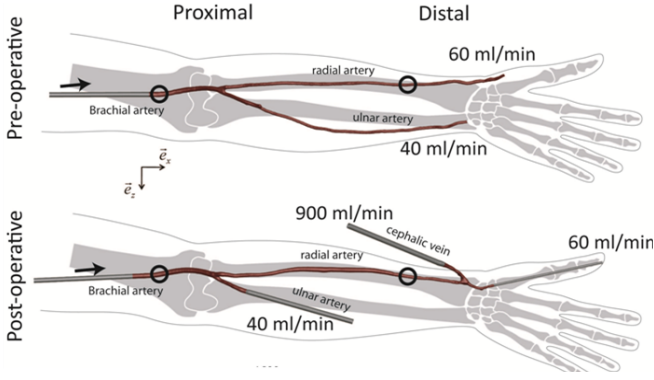 Proximal
Distal
Pre-operative
60 ml/min
radial artery
Brachial artery
ulnar artery
40 ml/min
e⃗x
e⃗z
Post-operative
900 ml/min
cephalic vein
60 ml/min
radial artery
Brachial artery
ulnar artery
40 ml/min